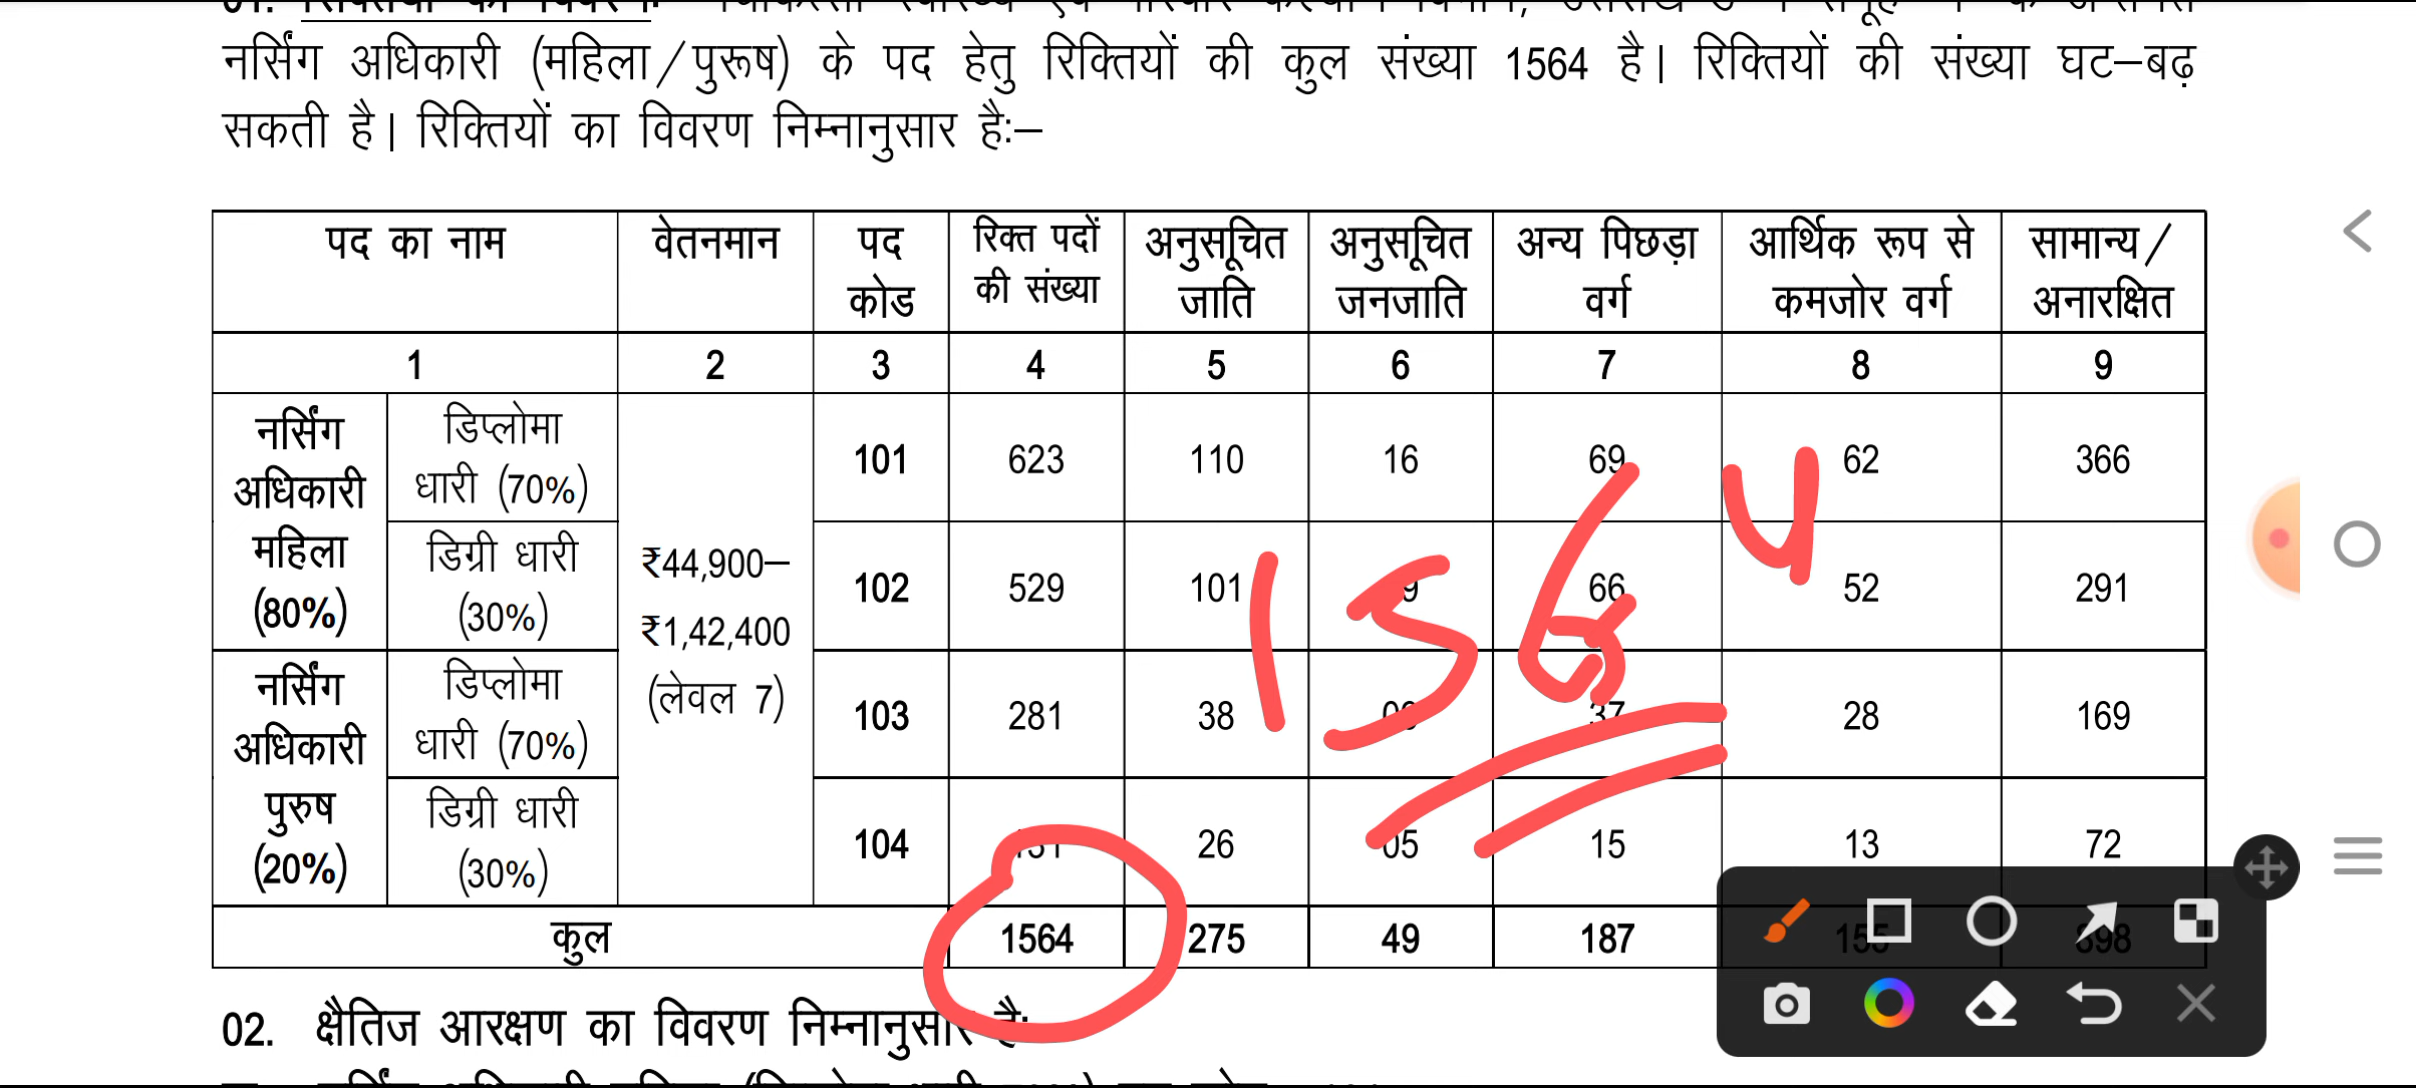 नर्सिंग अधिकारी (महिला/पुरूष) के पद हेतु रिक्तियों की कुल संख्या 1564 है। रिक्तियों की संख्या घट–बढ़
सकती है। रिक्तियों का विवरण निम्नानुसार है:–
पद का नाम वेतनमान पद कोड रिक्त पदों की संख्या अनुसूचित जाति अनुसूचित जनजाति अन्य पिछड़ा वर्ग आर्थिक रूप से कमजोर वर्ग सामान्य/ अनारक्षित
1 2 3 4 5 6 7 8 9
नर्सिंग अधिकारी महिला (80%) डिप्लोमा धारी (70%) ₹44,900– ₹1,42,400 (लेवल 7) 101 623 110 16 69 62 366
डिग्री धारी (30%) 102 529 101 66 52 291
नर्सिंग अधिकारी पुरुष (20%) डिप्लोमा धारी (70%) 103 281 38 37 28 169
डिग्री धारी (30%) 104 26 05 15 13 72
कुल 1564 275 49 187 155 898
1564
02. क्षैतिज आरक्षण का विवरण निम्नानुसार है: